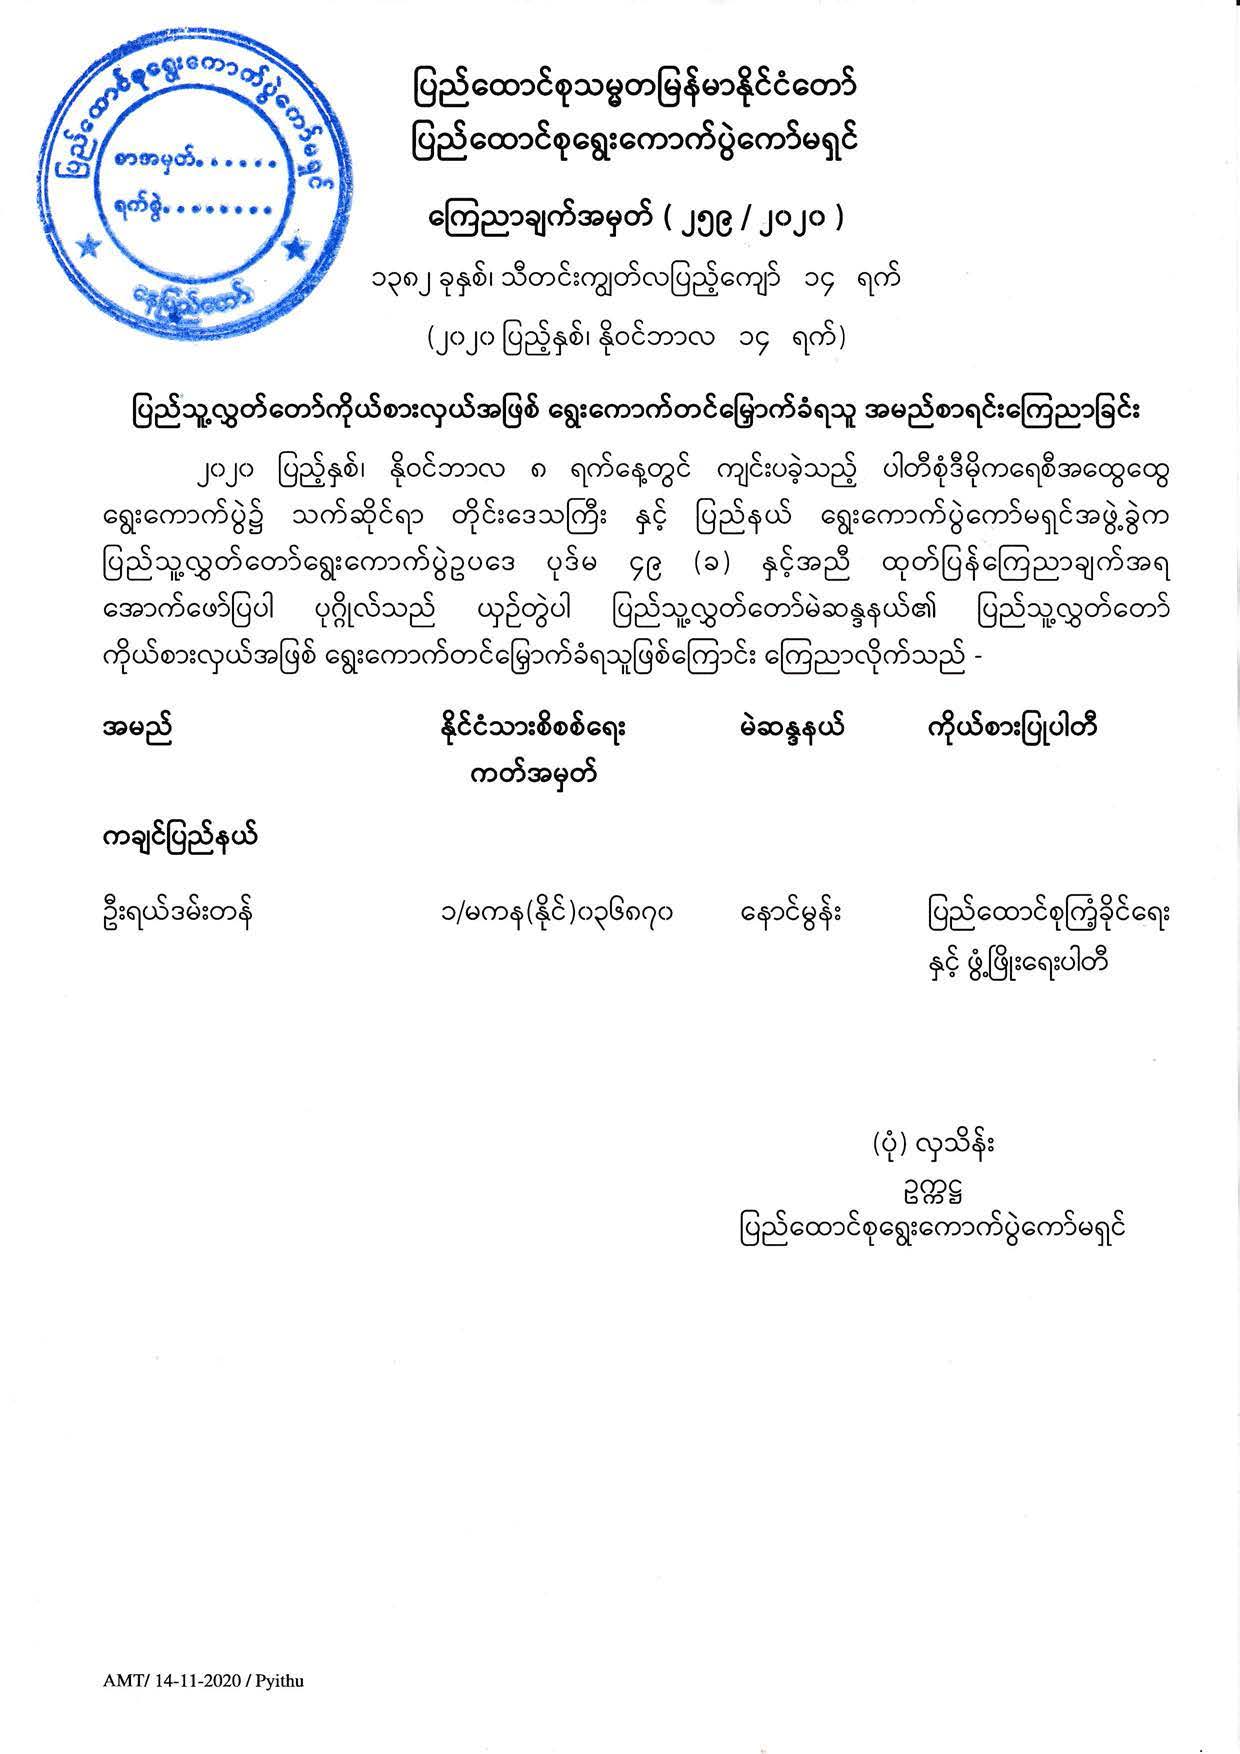 ပြည်ထောင်စုရွေးကောက်ပွဲကော်မရှင်
စာအမှတ်.......
ရက်စွဲ.........
နေပြည်တော်
ပြည်ထောင်စုသမ္မတမြန်မာနိုင်ငံတော်
ပြည်ထောင်စုရွေးကောက်ပွဲကော်မရှင်
ကြေညာချက်အမှတ် ( ၂၅၉ / ၂၀၂၀ )
၁၃၈၂ ခုနှစ်၊ သီတင်းကျွတ်လပြည့်ကျော် ၁၄ ရက်
(၂၀၂၀ ပြည့်နှစ်၊ နိုဝင်ဘာလ ၁၄ ရက်)
ပြည်သူ့လွှတ်တော်ကိုယ်စားလှယ်အဖြစ် ရွေးကောက်တင်မြှောက်ခံရသူ အမည်စာရင်းကြေညာခြင်း
၂၀၂၀ ပြည့်နှစ်၊ နိုဝင်ဘာလ ၈ ရက်နေ့တွင် ကျင်းပခဲ့သည့် ပါတီစုံဒီမိုကရေစီအထွေထွေ
ရွေးကောက်ပွဲ၌ သက်ဆိုင်ရာ တိုင်းဒေသကြီး နှင့် ပြည်နယ် ရွေးကောက်ပွဲကော်မရှင်အဖွဲ့ခွဲက
ပြည်သူ့လွှတ်တော်ရွေးကောက်ပွဲဥပဒေ ပုဒ်မ ၄၉ (ခ) နှင့်အညီ ထုတ်ပြန်ကြေညာချက်အရ
အောက်ဖော်ပြပါ ပုဂ္ဂိုလ်သည် ယှဉ်တွဲပါ ပြည်သူ့လွှတ်တော်မဲဆန္ဒနယ်၏ ပြည်သူ့လွှတ်တော်
ကိုယ်စားလှယ်အဖြစ် ရွေးကောက်တင်မြှောက်ခံရသူဖြစ်ကြောင်း ကြေညာလိုက်သည် -
အမည် နိုင်ငံသားစိစစ်ရေး မဲဆန္ဒနယ် ကိုယ်စားပြုပါတီ
ကတ်အမှတ်
ကချင်ပြည်နယ်
ဦးရယ်ဒမ်းတန် ၁/မကန(နိုင်)၀၃၆၈၇၀ နောင်မွန်း ပြည်ထောင်စုကြံ့ခိုင်ရေး
နှင့် ဖွံ့ဖြိုးရေးပါတီ
(ပုံ) လှသိန်း
ဥက္ကဋ္ဌ
ပြည်ထောင်စုရွေးကောက်ပွဲကော်မရှင်
AMT/ 14-11-2020 / Pyithu